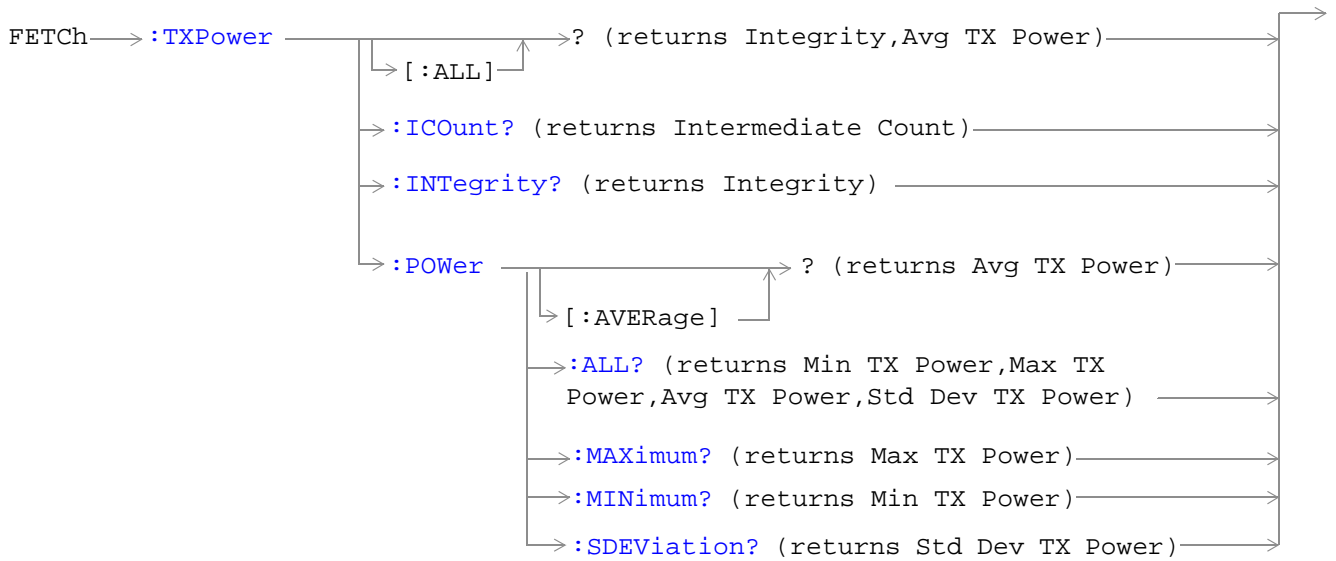 FETCh :TXPower ? (returns Integrity,Avg TX Power)
[:ALL]
:ICOunt? (returns Intermediate Count)
:INTegrity? (returns Integrity)
:POWer ? (returns Avg TX Power)
[:AVERage]
:ALL? (returns Min TX Power,Max TX
Power,Avg TX Power,Std Dev TX Power)
:MAXimum? (returns Max TX Power)
:MINimum? (returns Min TX Power)
:SDEViation? (returns Std Dev TX Power)